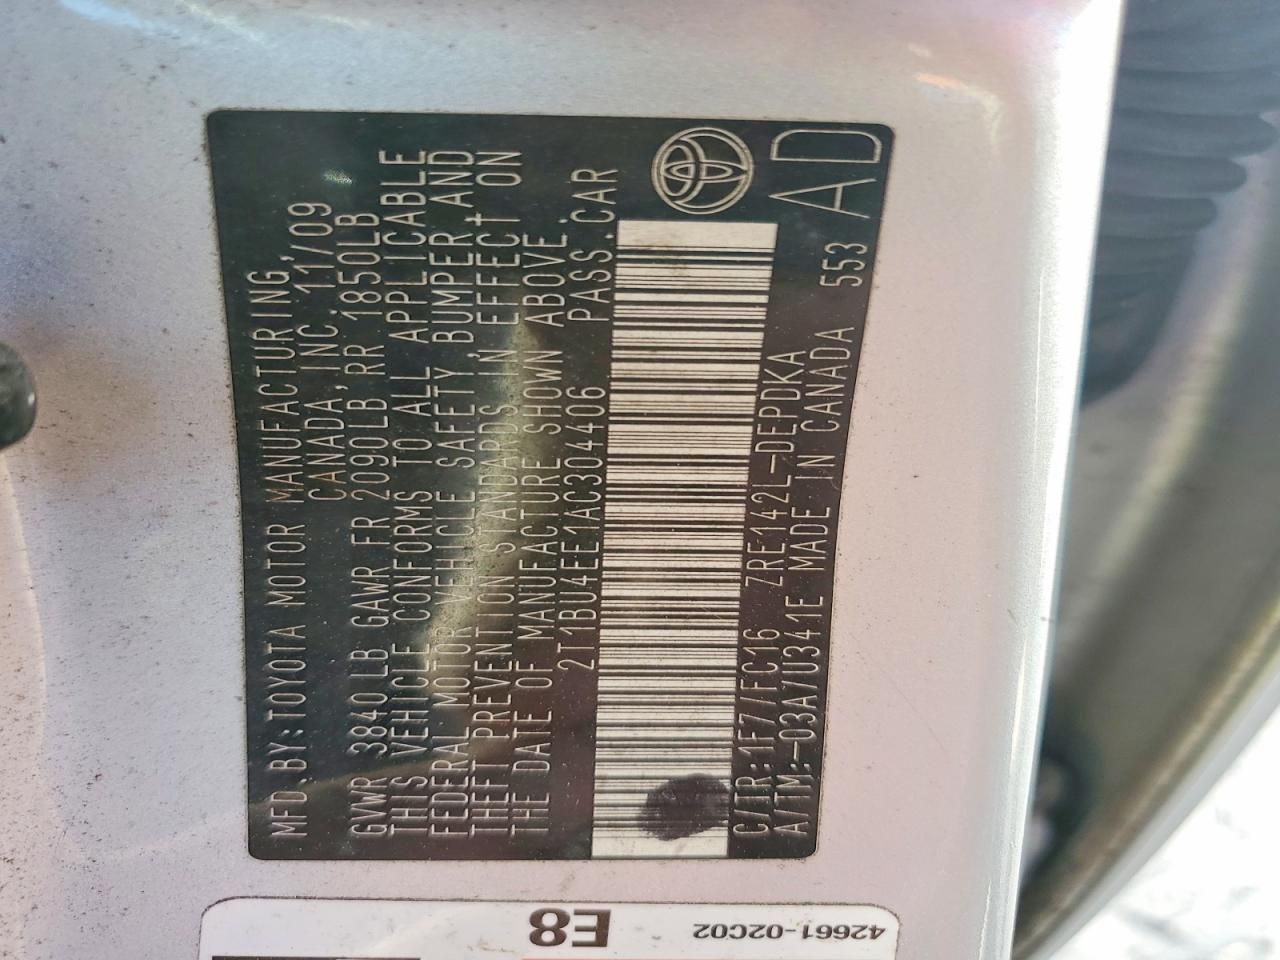 MFD.BY:TOYOTA MOTOR MANUFACTURING,
CANADA,INC. 11/09
GVWR 3840LB GAWR FR 2090LB RR 1850LB
THIS VEHICLE CONFORMS TO ALL APPLICABLE
FEDERAL MOTOR VEHICLE SAFETY,BUMPER,AND
THEFT PREVENTION STANDARDS IN EFFECT ON
THE DATE OF MANUFACTURE SHOWN ABOVE.
2T1BU4EE1AC304406 PASS.CAR
C/TR:1F7/FC16 ZRE142L-DEPDKA
A/TM:-03A/U341E MADE IN CANADA 553
AD
E8
42661-02C02